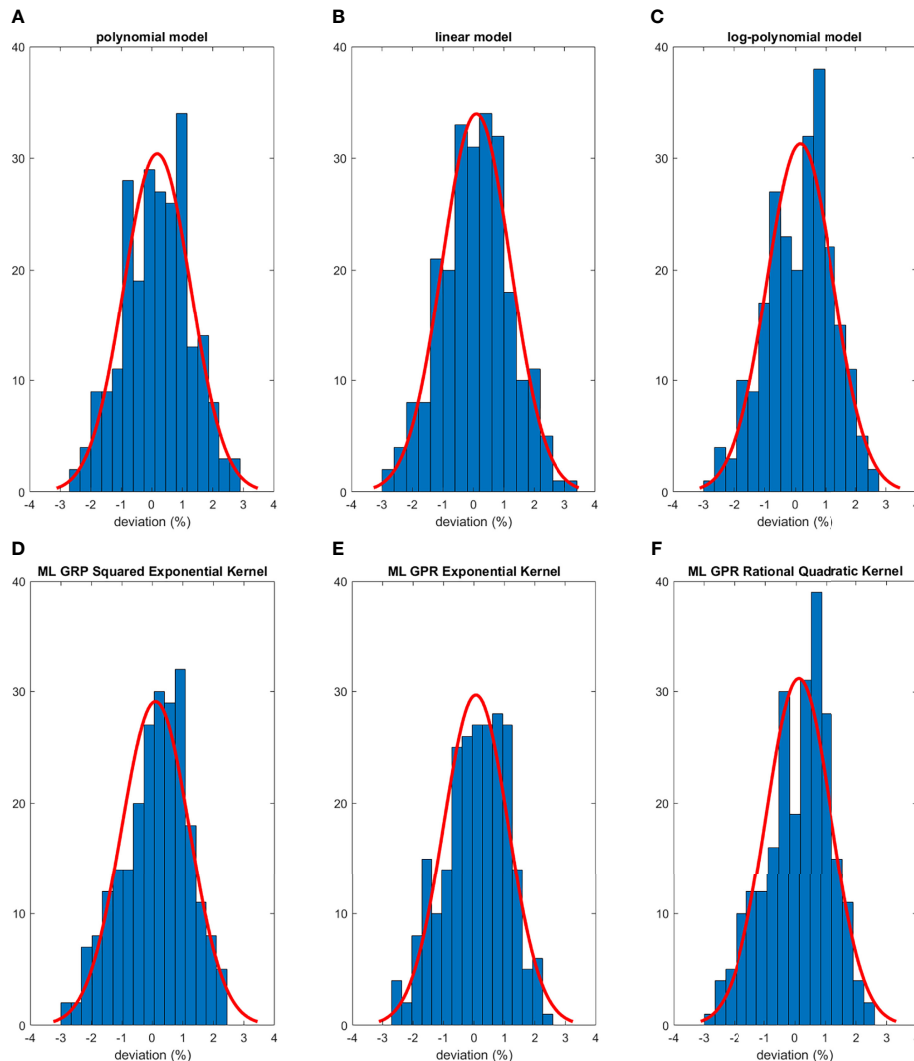 A
polynomial model
40
30
20
10
0
-4 -3 -2 -1 0 1 2 3 4
deviation (%)
B
linear model
40
30
20
10
0
-4 -3 -2 -1 0 1 2 3 4
deviation (%)
C
log-polynomial model
40
30
20
10
0
-4 -3 -2 -1 0 1 2 3 4
deviation (%)
D
ML GRP Squared Exponential Kernel
40
30
20
10
0
-4 -3 -2 -1 0 1 2 3 4
deviation (%)
E
ML GPR Exponential Kernel
40
30
20
10
0
-4 -3 -2 -1 0 1 2 3 4
deviation (%)
F
ML GPR Rational Quadratic Kernel
40
30
20
10
0
-4 -3 -2 -1 0 1 2 3 4
deviation (%)